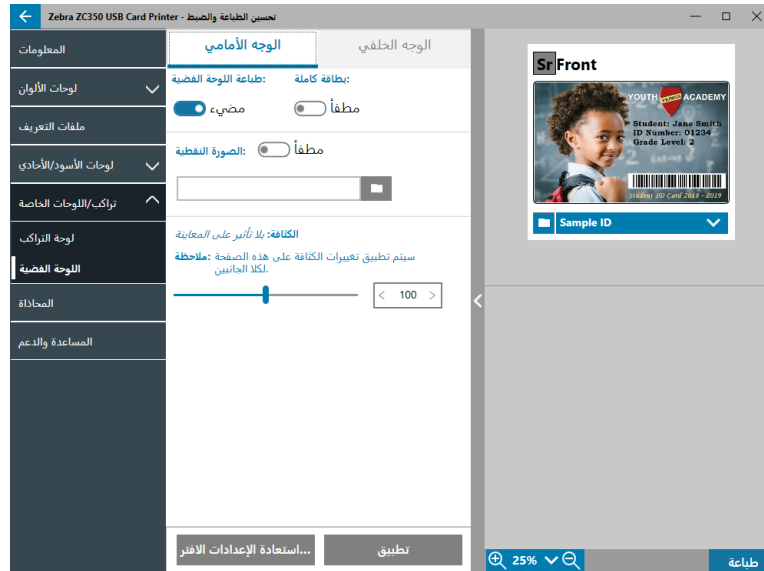 Zebra ZC350 USB Card Printer - تحسين الطباعة والضبط
المعلومات
لوحات الألوان
ملفات التعريف
لوحات الأسود/الأحادي
تراكب/اللوحات الخاصة
لوحة التراكب
اللوحة الفضية
المحاذاة
المساعدة والدعم
الوجه الأمامي
الوجه الخلفي
طباعة اللوحة الفضية:
بطاقة كاملة:
مضيء
مطفأ
الصورة النقطية:
مطفأ
الكثافة: بلا تأثير على المعاينة
ملاحظة: سيتم تطبيق تغييرات الكثافة على هذه الصفحة
لكلا الجانبين.
< 100 >
استعادة الإعدادات الافتر...
تطبيق
Sr Front
YOUTH ACADEMY
Student: Jane Smith
ID Number: 01234
Grade Level: 2
Student ID Card 2018 - 2019
Sample ID
25%
طباعة